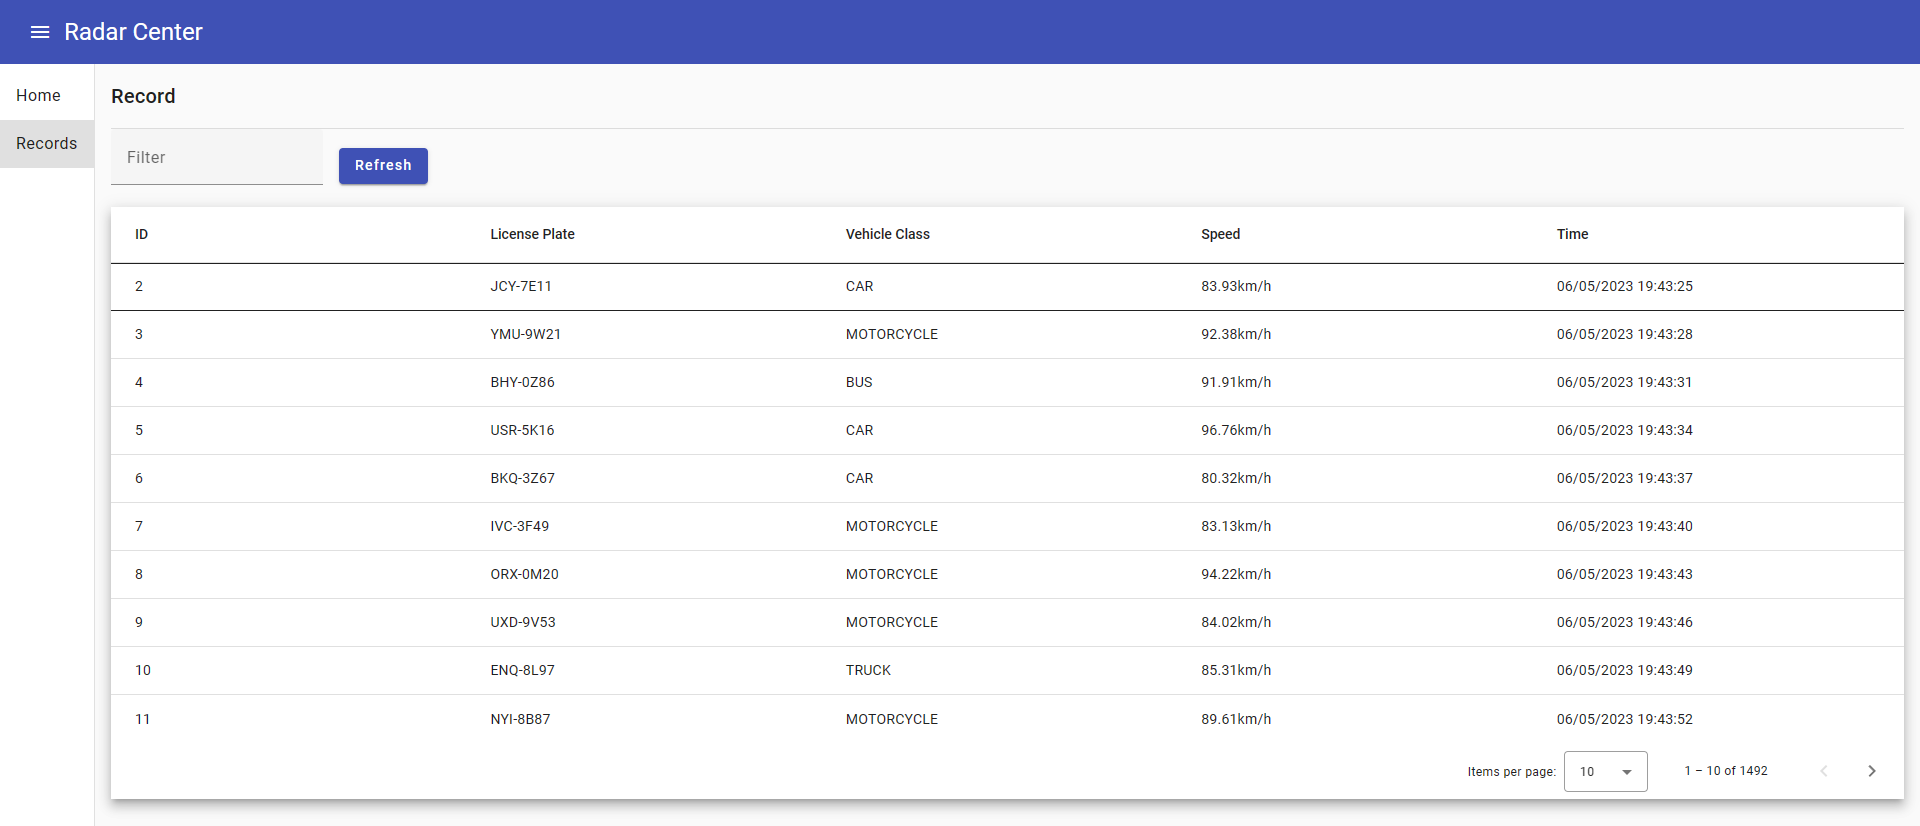 Radar Center
Home
Records
Record
Filter
Refresh
ID License Plate Vehicle Class Speed Time
2 JCY-7E11 CAR 83.93km/h 06/05/2023 19:43:25
3 YMU-9W21 MOTORCYCLE 92.38km/h 06/05/2023 19:43:28
4 BHY-0Z86 BUS 91.91km/h 06/05/2023 19:43:31
5 USR-5K16 CAR 96.76km/h 06/05/2023 19:43:34
6 BKQ-3Z67 CAR 80.32km/h 06/05/2023 19:43:37
7 IVC-3F49 MOTORCYCLE 83.13km/h 06/05/2023 19:43:40
8 ORX-0M20 MOTORCYCLE 94.22km/h 06/05/2023 19:43:43
9 UXD-9V53 MOTORCYCLE 84.02km/h 06/05/2023 19:43:46
10 ENQ-8L97 TRUCK 85.31km/h 06/05/2023 19:43:49
11 NYI-8B87 MOTORCYCLE 89.61km/h 06/05/2023 19:43:52
Items per page: 10 1 – 10 of 1492